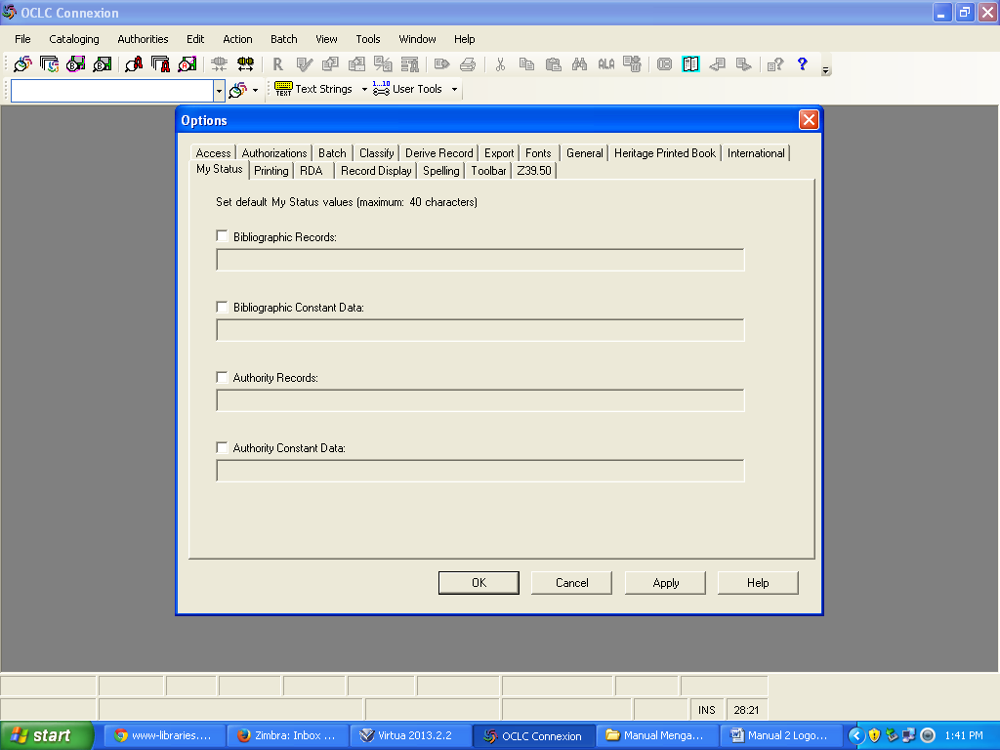 OCLC Connexion
File Cataloging Authorities Edit Action Batch View Tools Window Help
R ALA ?
TEXT Text Strings 1...10 User Tools
Options
Access Authorizations Batch Classify Derive Record Export Fonts General Heritage Printed Book International
My Status Printing RDA Record Display Spelling Toolbar Z39.50
Set default My Status values (maximum: 40 characters)
Bibliographic Records:
Bibliographic Constant Data:
Authority Records:
Authority Constant Data:
OK Cancel Apply Help
INS 28:21
start www-libraries.... Zimbra: Inbox ... Virtua 2013.2.2 OCLC Connexion Manual Menga... Manual 2 Logo... 1:41 PM